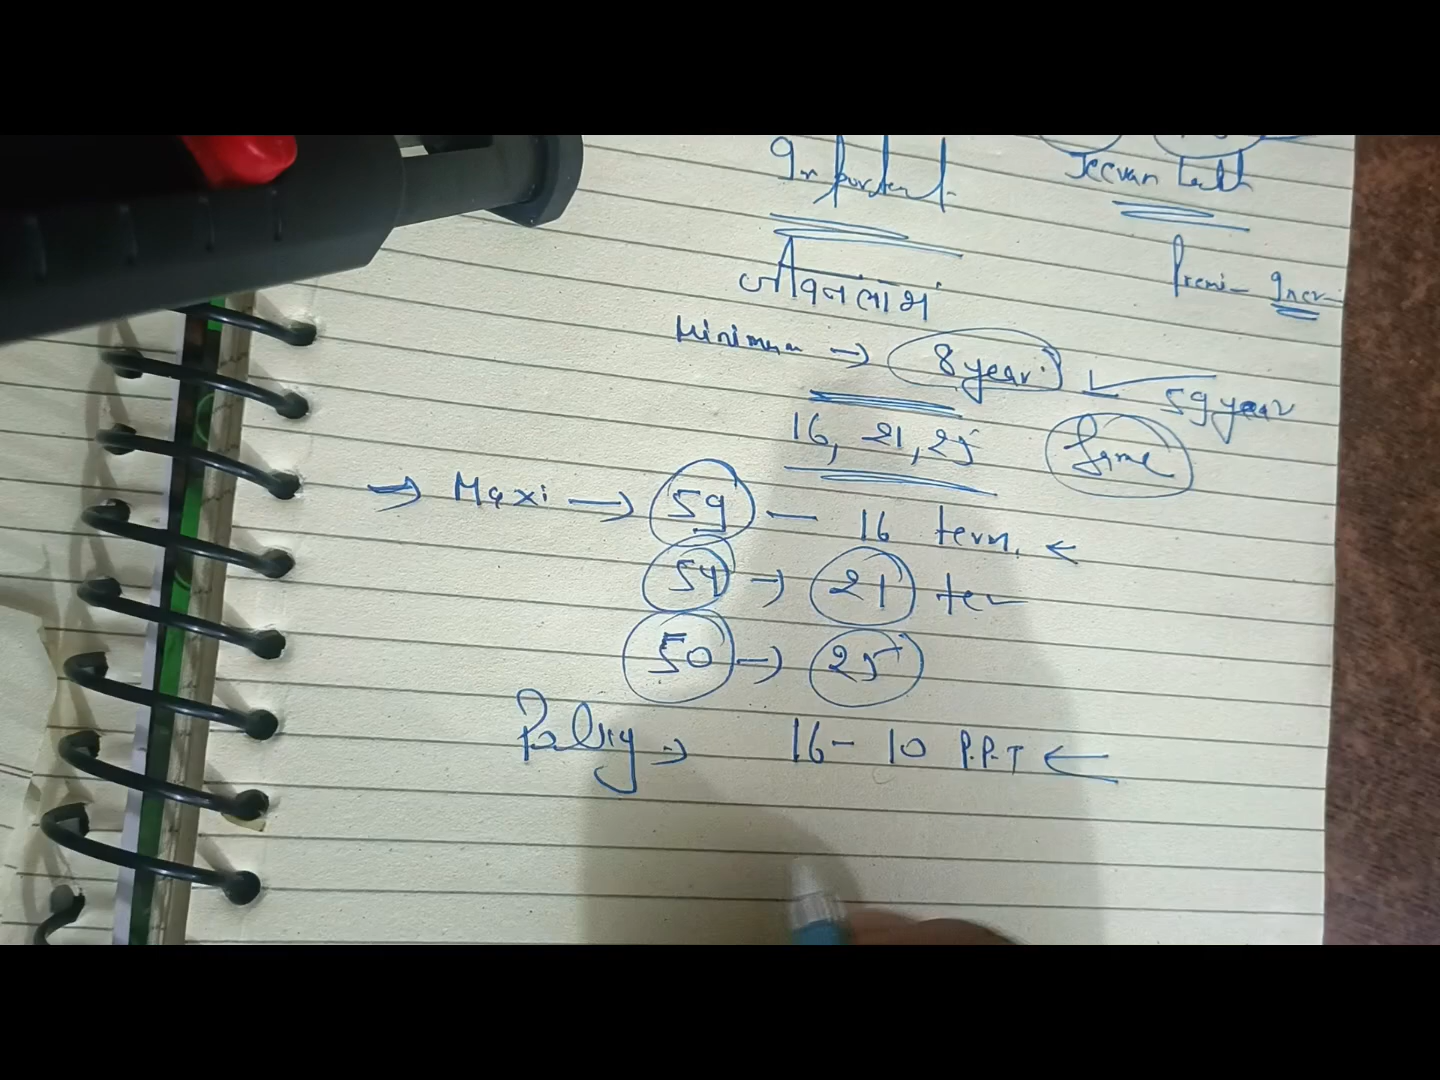 Important
Jeevan Labh
जीवन लाभ
Premi- Incr-
Minimum → 8 year.
59 year
16, 21, 25
→ Maxi → 59 — 16 term. ←
54 → 21 ter
50 → 25
Policy → 16 - 10 P.P.T ←